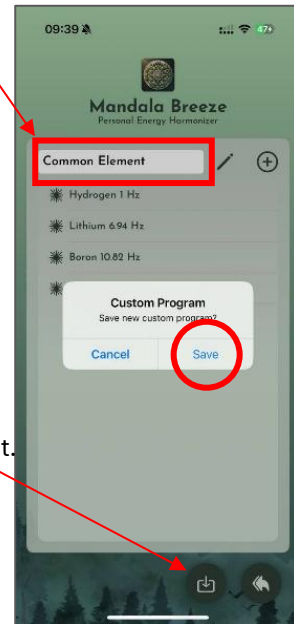 09:39
47
Mandala Breeze
Personal Energy Harmonizer
Common Element
Hydrogen 1 Hz
Lithium 6.94 Hz
Boron 10.82 Hz
Custom Program
Save new custom program?
Cancel
Save
t.